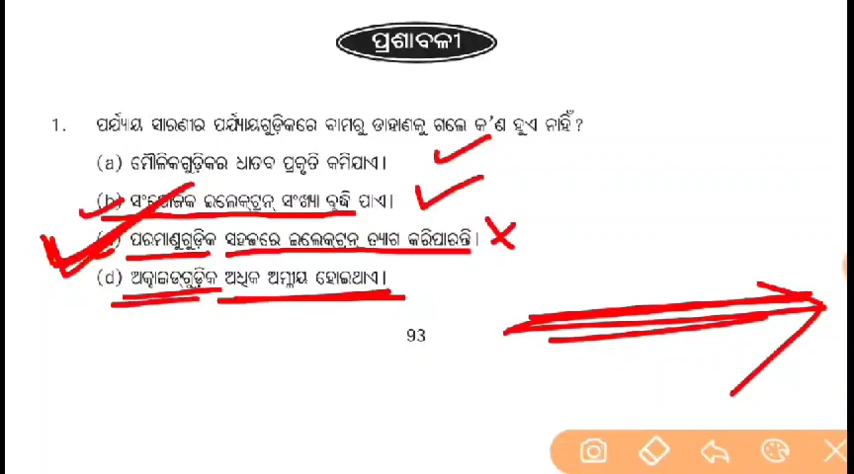 ପ୍ରଶ୍ନାବଳୀ
1. ପର୍ଯ୍ୟାୟ ସାରଣୀର ପର୍ଯ୍ୟାୟଗୁଡ଼ିକରେ ବାମରୁ ଡାହାଣକୁ ଗଲେ କ'ଣ ହୁଏ ନାହିଁ ?
(a) ମୌଳିକଗୁଡ଼ିକର ଧାତବ ପ୍ରକୃତି କମିଯାଏ।
(b) ସଂଯୋଜକ ଇଲେକ୍ଟ୍ରନ୍ ସଂଖ୍ୟା ବୃଦ୍ଧି ପାଏ।
(c) ପରମାଣୁଗୁଡ଼ିକ ସହଜରେ ଇଲେକ୍ଟ୍ରନ୍ ତ୍ୟାଗ କରିପାରନ୍ତି।
(d) ଅକ୍ସାଇଡ୍‌ଗୁଡ଼ିକ ଅଧିକ ଅମ୍ଳୀୟ ହୋଇଥାଏ।
93